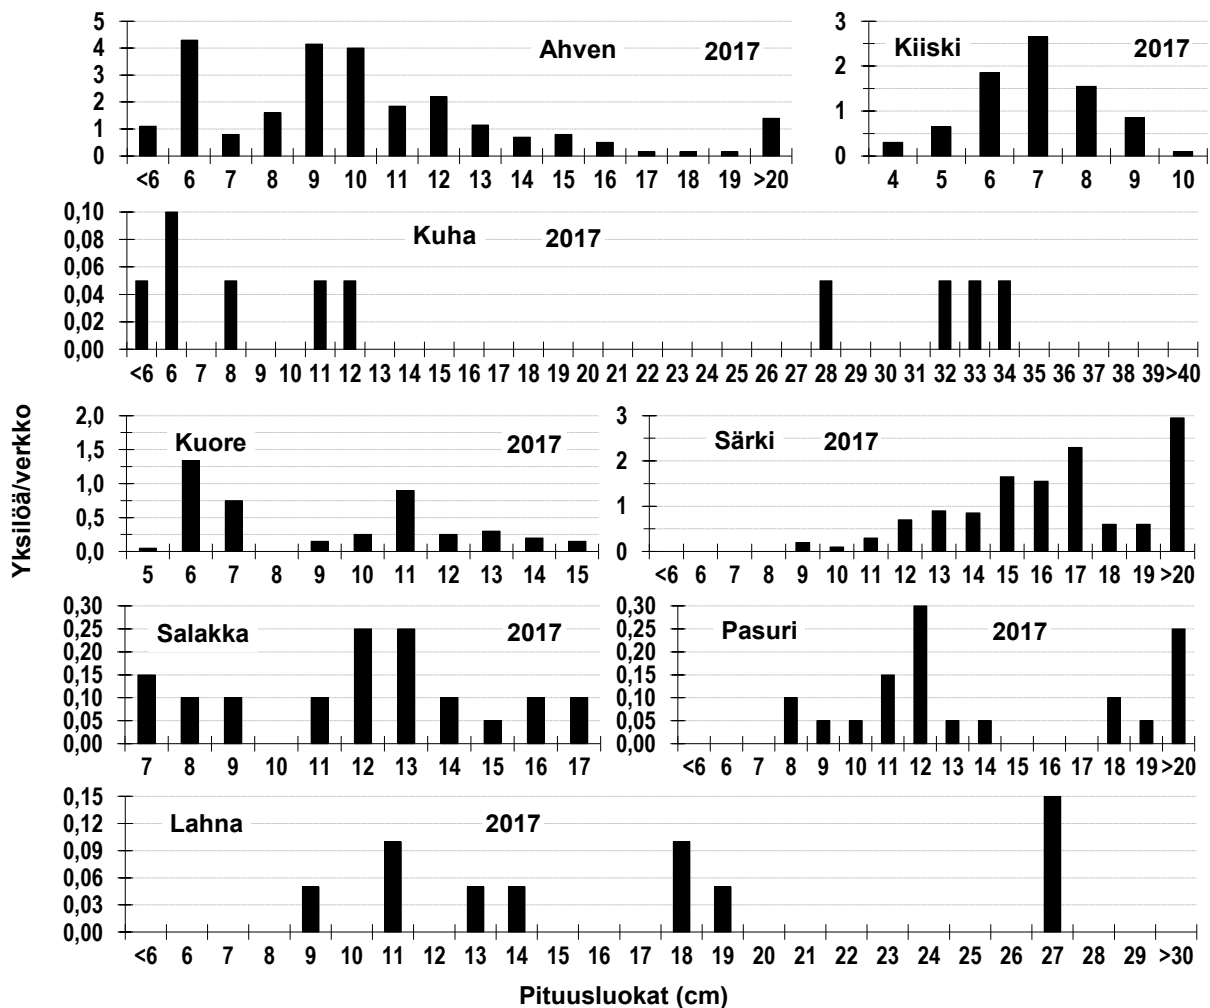 5
4
3
2
1
0
Ahven 2017
<6 6 7 8 9 10 11 12 13 14 15 16 17 18 19 >20
3
2
1
0
Kiiski 2017
4 5 6 7 8 9 10
0,10
0,08
0,06
0,04
0,02
0,00
Kuha 2017
<6 6 7 8 9 10 11 12 13 14 15 16 17 18 19 20 21 22 23 24 25 26 27 28 29 30 31 32 33 34 35 36 37 38 39 >40
Yksilöä/verkko
2,0
1,5
1,0
0,5
0,0
Kuore 2017
5 6 7 8 9 10 11 12 13 14 15
3
2
1
0
Särki 2017
<6 6 7 8 9 10 11 12 13 14 15 16 17 18 19 >20
0,30
0,25
0,20
0,15
0,10
0,05
0,00
Salakka 2017
7 8 9 10 11 12 13 14 15 16 17
0,30
0,25
0,20
0,15
0,10
0,05
0,00
Pasuri 2017
<6 6 7 8 9 10 11 12 13 14 15 16 17 18 19 >20
0,15
0,12
0,09
0,06
0,03
0,00
Lahna 2017
<6 6 7 8 9 10 11 12 13 14 15 16 17 18 19 20 21 22 23 24 25 26 27 28 29 >30
Pituusluokat (cm)